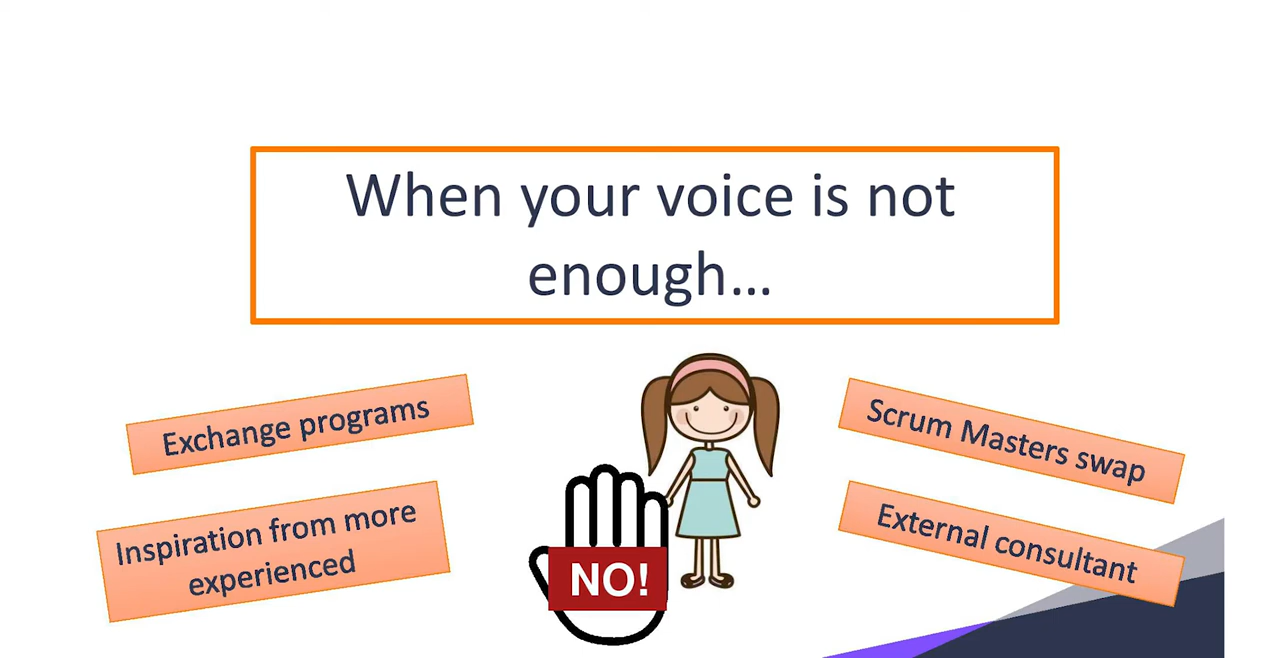 When your voice is not
enough...
Exchange programs
Inspiration from more
experienced
NO!
Scrum Masters swap
External consultant